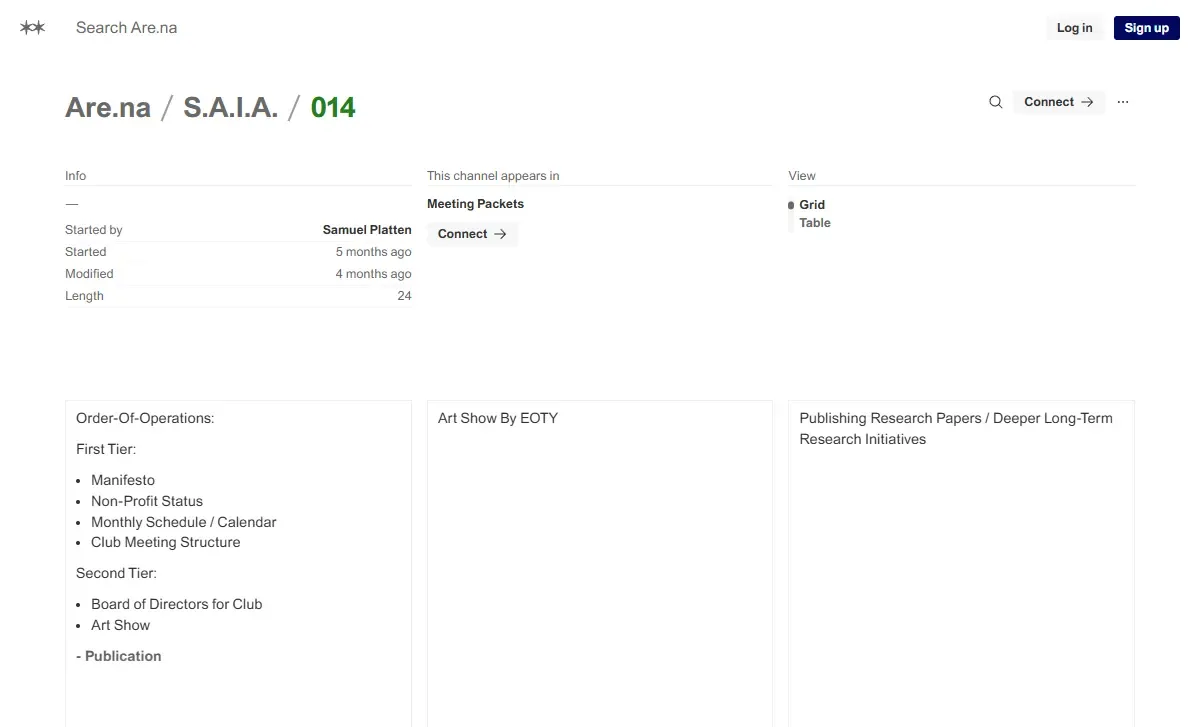 Search Are.na
Log in
Sign up
Are.na / S.A.I.A. / 014
Connect →
...
Info
—
Started by Samuel Platten
Started 5 months ago
Modified 4 months ago
Length 24
This channel appears in
Meeting Packets
Connect →
View
Grid
Table
Order-Of-Operations:
First Tier:
• Manifesto
• Non-Profit Status
• Monthly Schedule / Calendar
• Club Meeting Structure
Second Tier:
• Board of Directors for Club
• Art Show
- Publication
Art Show By EOTY
Publishing Research Papers / Deeper Long-Term
Research Initiatives